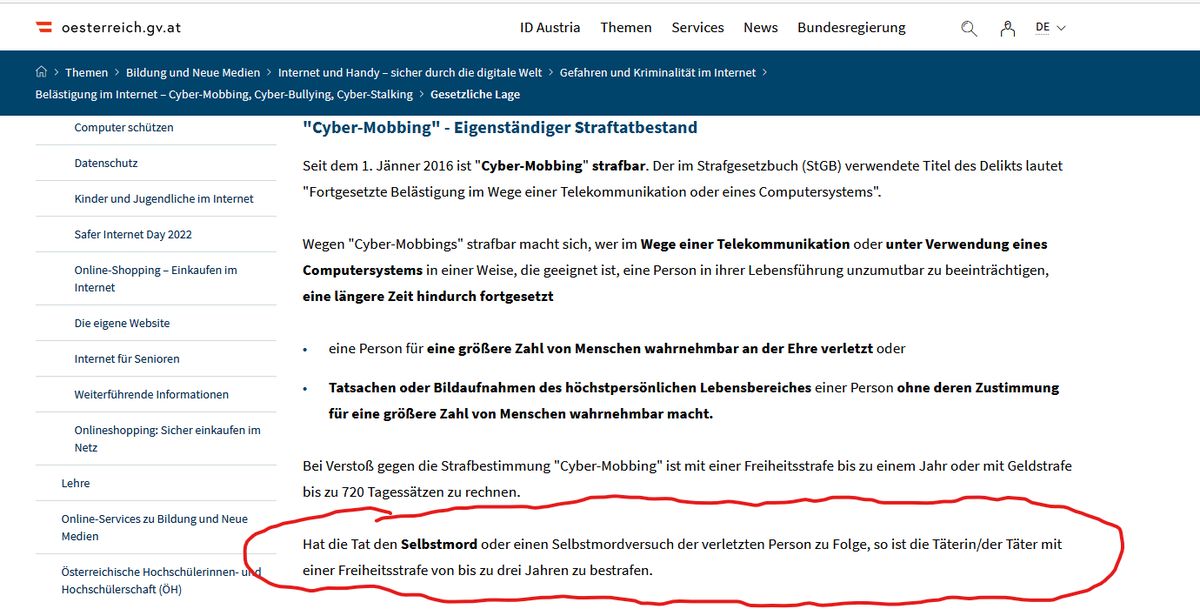 oesterreich.gv.at
ID Austria Themen Services News Bundesregierung DE
Themen > Bildung und Neue Medien > Internet und Handy – sicher durch die digitale Welt > Gefahren und Kriminalität im Internet >
Belästigung im Internet – Cyber-Mobbing, Cyber-Bullying, Cyber-Stalking > Gesetzliche Lage
Computer schützen
Datenschutz
Kinder und Jugendliche im Internet
Safer Internet Day 2022
Online-Shopping – Einkaufen im
Internet
Die eigene Website
Internet für Senioren
Weiterführende Informationen
Onlineshopping: Sicher einkaufen im
Netz
Lehre
Online-Services zu Bildung und Neue
Medien
Österreichische Hochschülerinnen- und
Hochschülerschaft (ÖH)
"Cyber-Mobbing" - Eigenständiger Straftatbestand
Seit dem 1. Jänner 2016 ist "Cyber-Mobbing" strafbar. Der im Strafgesetzbuch (StGB) verwendete Titel des Delikts lautet
"Fortgesetzte Belästigung im Wege einer Telekommunikation oder eines Computersystems".
Wegen "Cyber-Mobbings" strafbar macht sich, wer im Wege einer Telekommunikation oder unter Verwendung eines
Computersystems in einer Weise, die geeignet ist, eine Person in ihrer Lebensführung unzumutbar zu beeinträchtigen,
eine längere Zeit hindurch fortgesetzt
• eine Person für eine größere Zahl von Menschen wahrnehmbar an der Ehre verletzt oder
• Tatsachen oder Bildaufnahmen des höchstpersönlichen Lebensbereiches einer Person ohne deren Zustimmung
für eine größere Zahl von Menschen wahrnehmbar macht.
Bei Verstoß gegen die Strafbestimmung "Cyber-Mobbing" ist mit einer Freiheitsstrafe bis zu einem Jahr oder mit Geldstrafe
bis zu 720 Tagessätzen zu rechnen.
Hat die Tat den Selbstmord oder einen Selbstmordversuch der verletzten Person zu Folge, so ist die Täterin/der Täter mit
einer Freiheitsstrafe von bis zu drei Jahren zu bestrafen.